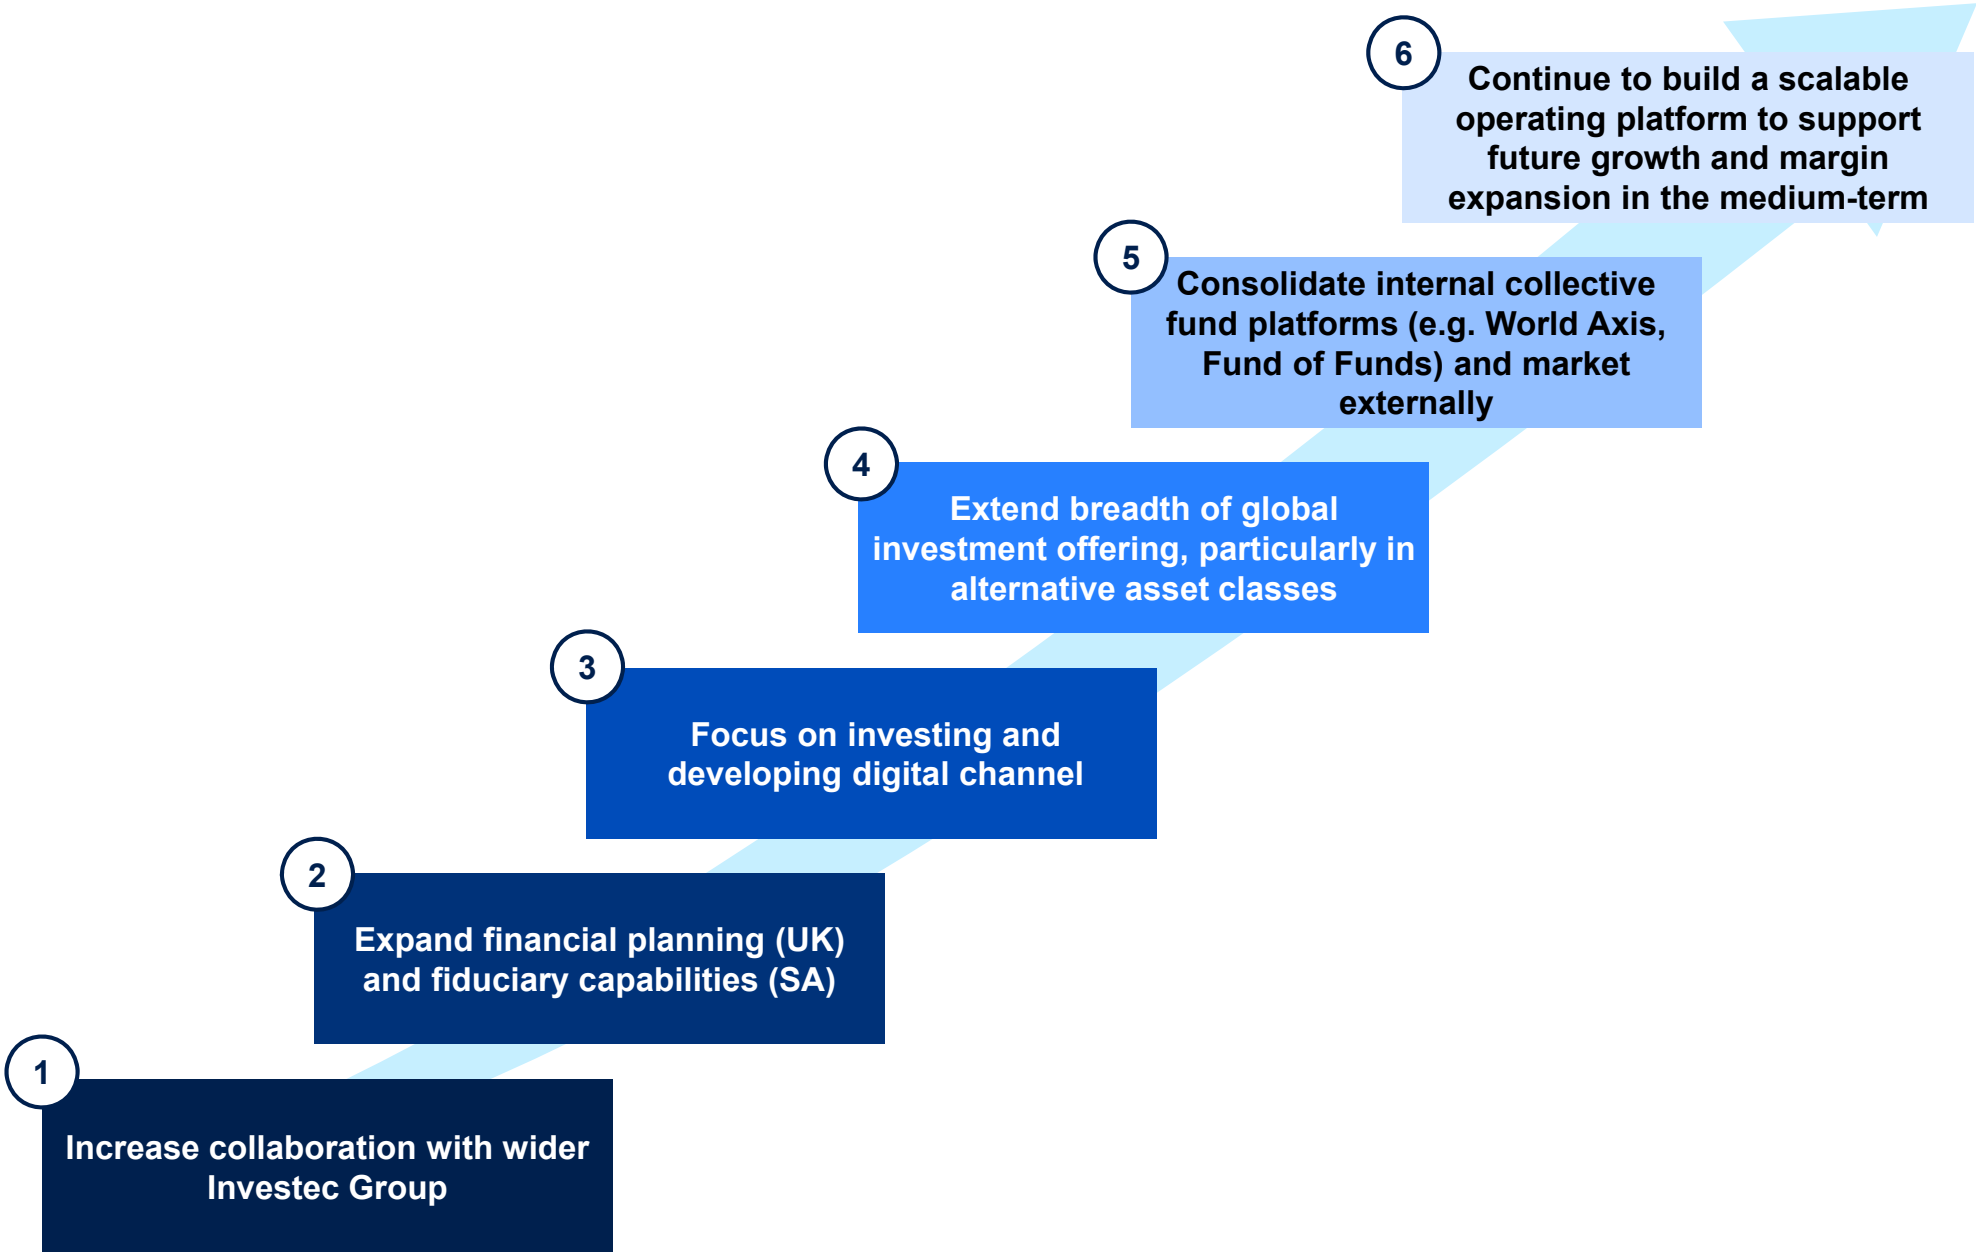 6
Continue to build a scalable
operating platform to support
future growth and margin
expansion in the medium-term
5
Consolidate internal collective
fund platforms (e.g. World Axis,
Fund of Funds) and market
externally
4
Extend breadth of global
investment offering, particularly in
alternative asset classes
3
Focus on investing and
developing digital channel
2
Expand financial planning (UK)
and fiduciary capabilities (SA)
1
Increase collaboration with wider
Investec Group